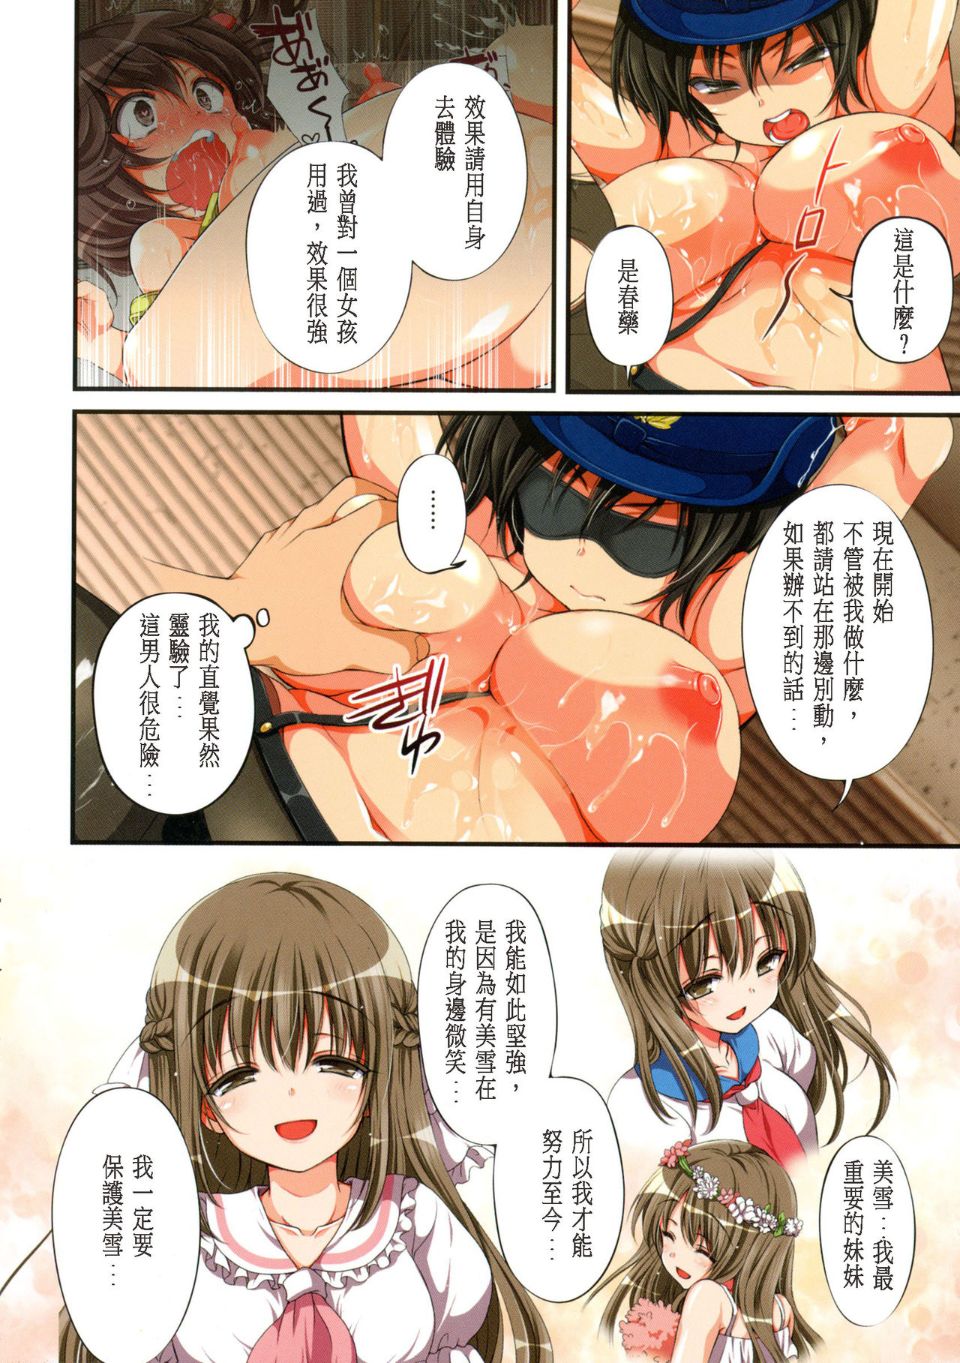 這是什麼?
是春藥
效果請用自身
去體驗
我曾對一個女孩
用過，效果很強
現在開始
不管被我做什麼，
都請站在那邊別動，
如果辦不到的話…
……
我的直覺果然
靈驗了…
這男人很危險…
美雪…我最
重要的妹妹
我能如此堅強，
是因為有美雪在
我的身邊微笑…
所以我才能
努力至今…
我一定要
保護美雪…